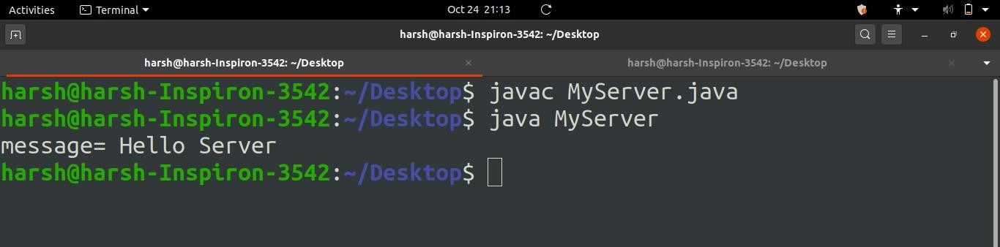 Activities Terminal Oct 24 21:13
harsh@harsh-Inspiron-3542: ~/Desktop
harsh@harsh-Inspiron-3542: ~/Desktop harsh@harsh-Inspiron-3542: ~/Desktop
harsh@harsh-Inspiron-3542:~/Desktop$ javac MyServer.java
harsh@harsh-Inspiron-3542:~/Desktop$ java MyServer
message= Hello Server
harsh@harsh-Inspiron-3542:~/Desktop$